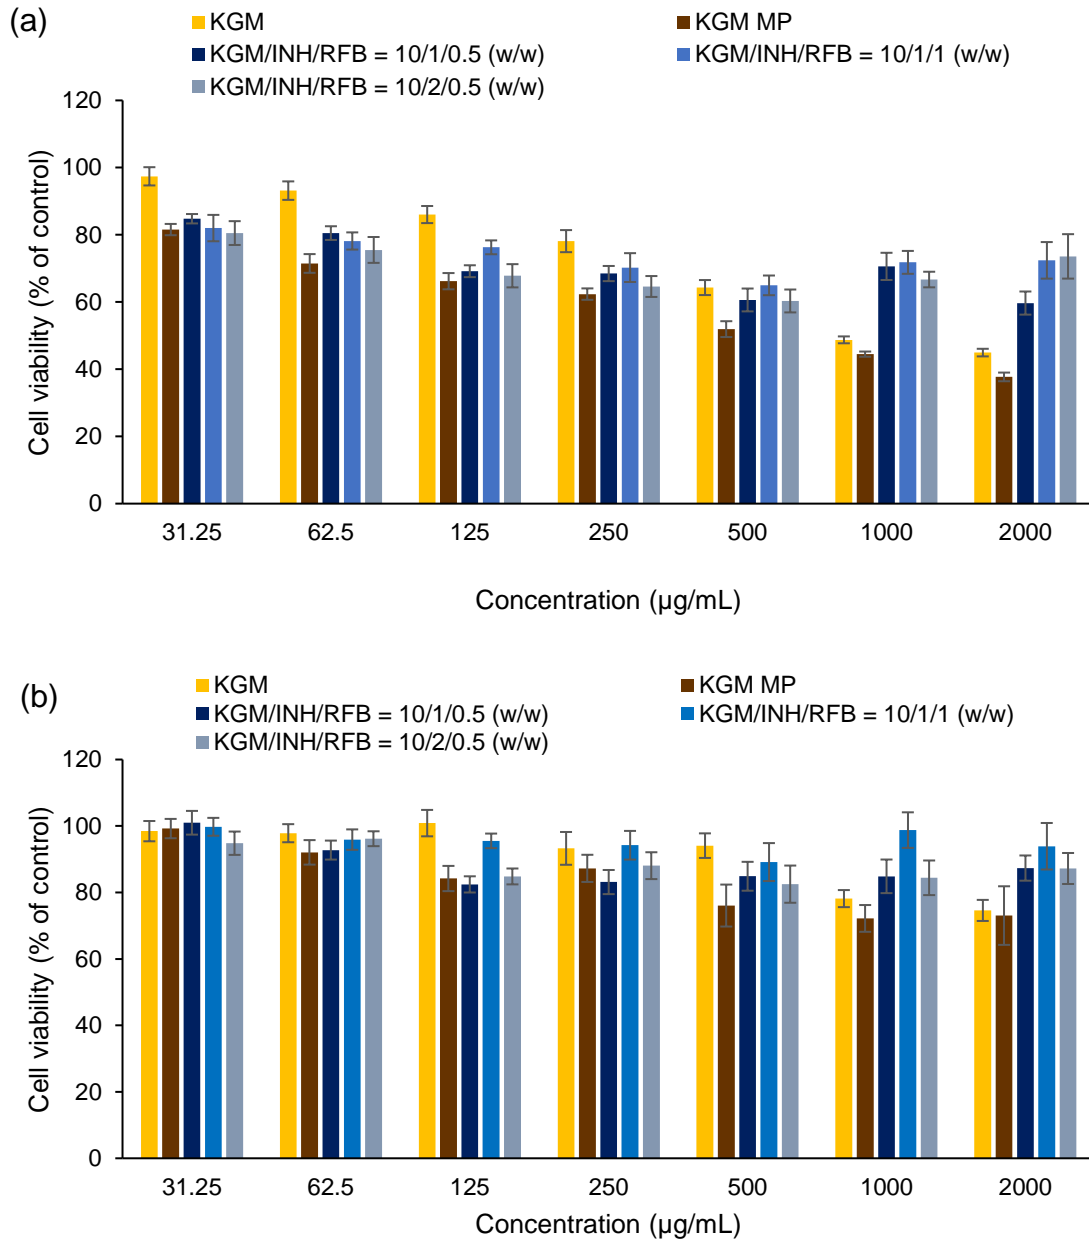 (a)
KGM
KGM MP
KGM/INH/RFB = 10/1/0.5 (w/w)
KGM/INH/RFB = 10/1/1 (w/w)
KGM/INH/RFB = 10/2/0.5 (w/w)
Cell viability (% of control)
120
100
80
60
40
20
0
31.25 62.5 125 250 500 1000 2000
Concentration (µg/mL)
(b)
KGM
KGM MP
KGM/INH/RFB = 10/1/0.5 (w/w)
KGM/INH/RFB = 10/1/1 (w/w)
KGM/INH/RFB = 10/2/0.5 (w/w)
Cell viability (% of control)
120
100
80
60
40
20
0
31.25 62.5 125 250 500 1000 2000
Concentration (µg/mL)